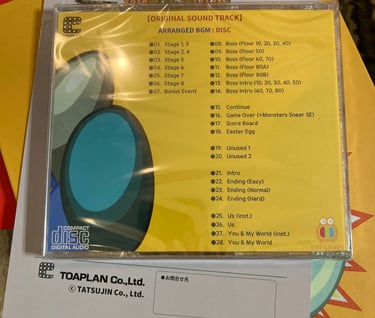 [ORIGINAL SOUND TRACK]
ARRANGED BGM : DISC
01. Stage 1, 3
02. Stage 2, 4
03. Stage 5
04. Stage 6
05. Stage 7
06. Stage 8
07. Bonus Event
08. Boss (Floor 10, 20, 30, 40)
09. Boss (Floor 50)
10. Boss (Floor 60, 70)
11. Boss (Floor 80A)
12. Boss (Floor 80B)
13. Boss Intro (10, 20, 30, 40, 50)
14. Boss Intro (60, 70, 80)
15. Continue
16. Game Over (+Monsters Sneer SE)
17. Score Board
18. Easter Egg
19. Unused 1
20. Unused 2
21. Intro
22. Ending (Easy)
23. Ending (Normal)
24. Ending (Hard)
25. Us (inst.)
26. Us
27. You & My World (inst.)
28. You & My World
COMPACT
disc
DIGITAL AUDIO
TOAPLAN Co.,Ltd.
© TATSUJIN Co., Ltd.
●お問合せ先